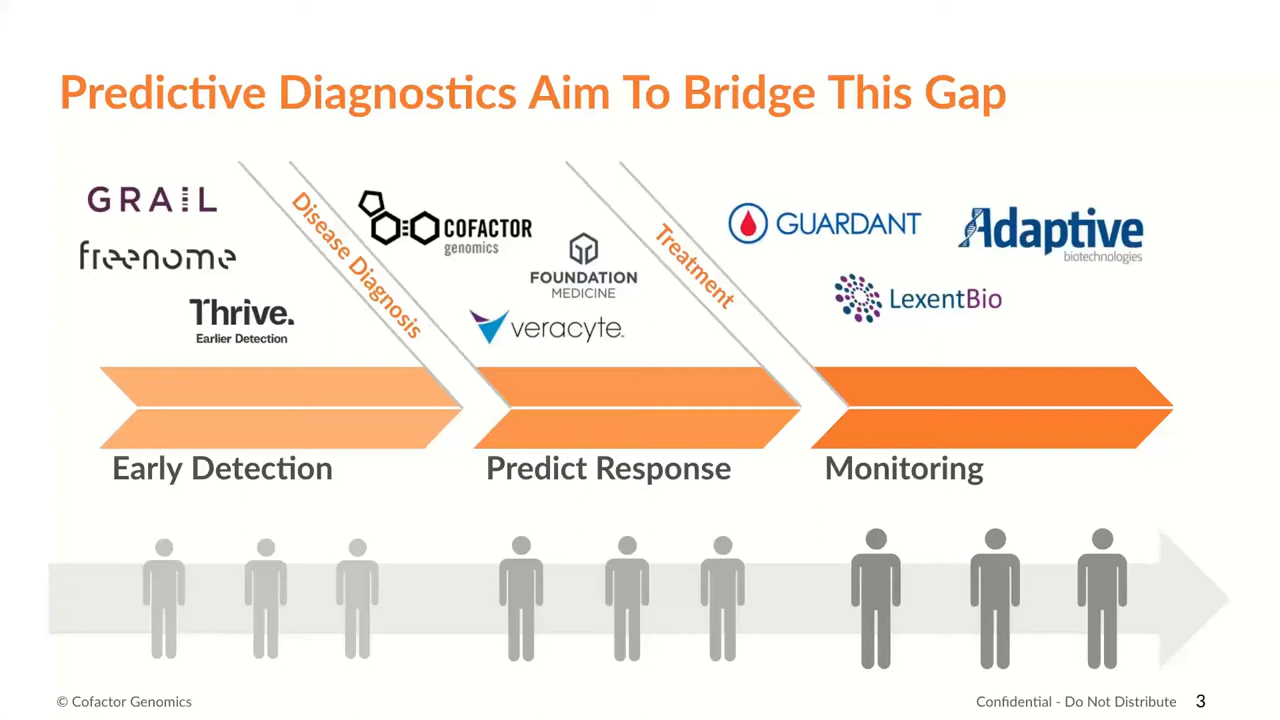 Predictive Diagnostics Aim To Bridge This Gap
GRAIL
freenome
Thrive.
Earlier Detection
Disease Diagnosis
COFACTOR
genomics
FOUNDATION
MEDICINE
veracyte
Treatment
GUARDANT
Adaptive
biotechnologies
LexentBio
Early Detection
Predict Response
Monitoring
© Cofactor Genomics
Confidential - Do Not Distribute
3